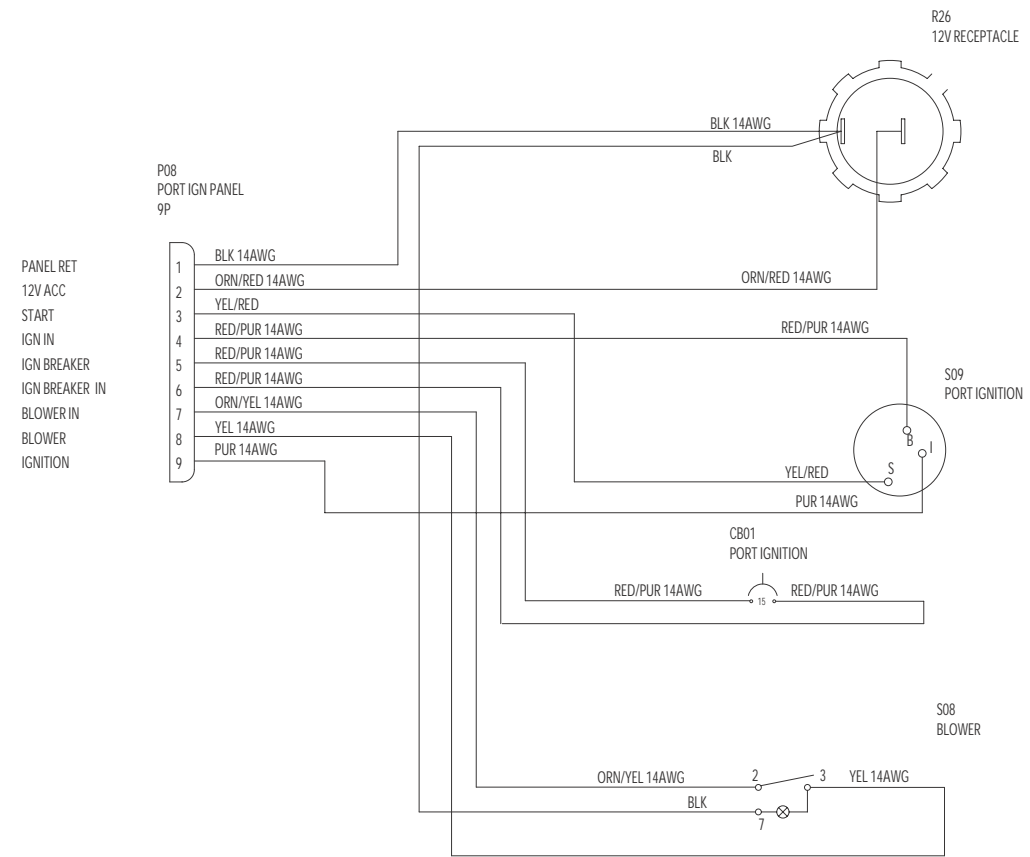 R26
12V RECEPTACLE
BLK 14AWG
BLK
P08
PORT IGN PANEL
9P
PANEL RET 1 BLK 14AWG
12V ACC 2 ORN/RED 14AWG ORN/RED 14AWG
START 3 YEL/RED
IGN IN 4 RED/PUR 14AWG RED/PUR 14AWG
IGN BREAKER 5 RED/PUR 14AWG
IGN BREAKER IN 6 RED/PUR 14AWG
BLOWER IN 7 ORN/YEL 14AWG
BLOWER 8 YEL 14AWG
IGNITION 9 PUR 14AWG
S09
PORT IGNITION
B I
YEL/RED S
PUR 14AWG
CB01
PORT IGNITION
RED/PUR 14AWG 15 RED/PUR 14AWG
S08
BLOWER
ORN/YEL 14AWG 2 3 YEL 14AWG
BLK 7